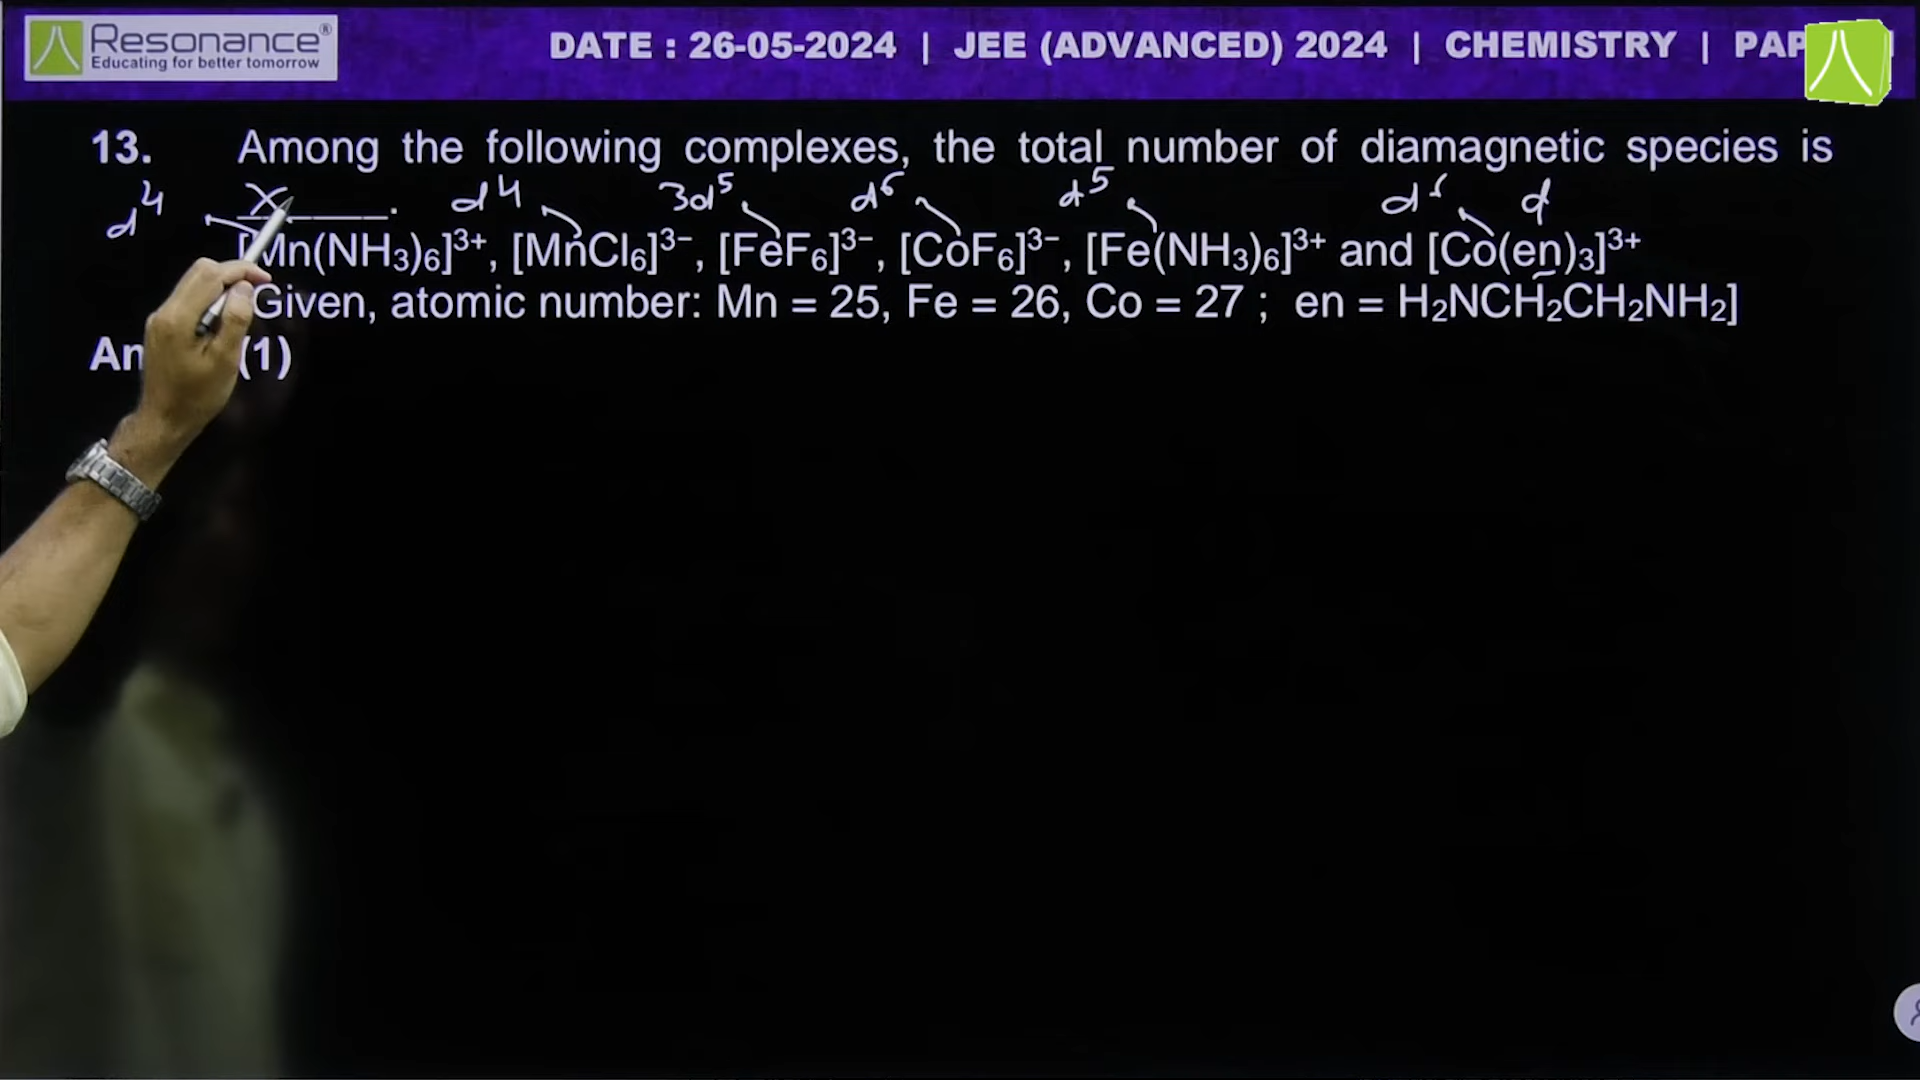 Resonance®
Educating for better tomorrow
DATE : 26-05-2024 | JEE (ADVANCED) 2024 | CHEMISTRY |
13. Among the following complexes, the total number of diamagnetic species is
d⁴ x d⁴ 3d⁵ d⁶ d⁵ d
______.
[Mn(NH₃)₆]³⁺, [MnCl₆]³⁻, [FeF₆]³⁻, [CoF₆]³⁻, [Fe(NH₃)₆]³⁺ and [Co(en)₃]³⁺
Given, atomic number: Mn = 25, Fe = 26, Co = 27 ; en = H₂NCH₂CH₂NH₂]
(1)